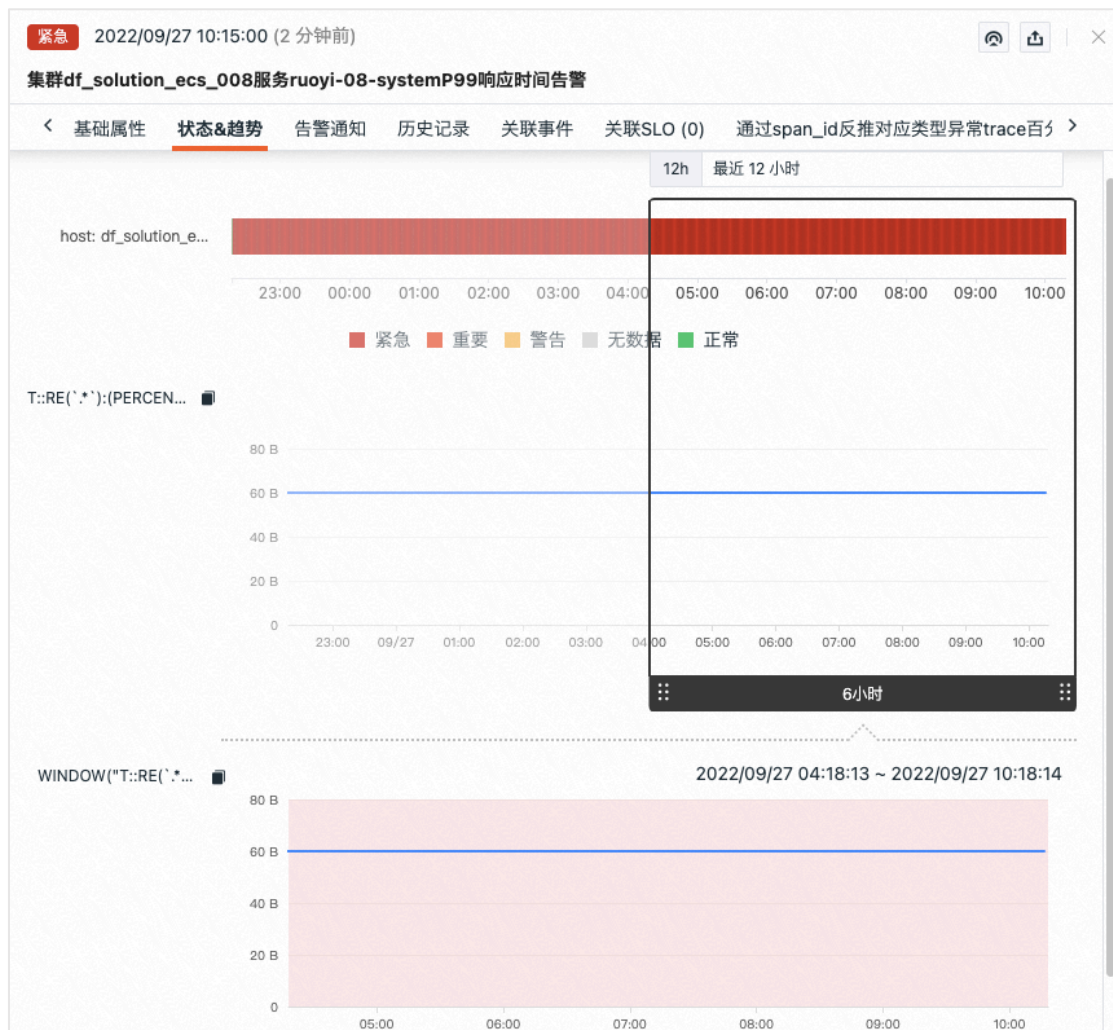 紧急 2022/09/27 10:15:00 (2 分钟前)
集群df_solution_ecs_008服务ruoyi-08-systemP99响应时间告警
基础属性 状态&趋势 告警通知 历史记录 关联事件 关联SLO (0) 通过span_id反推对应类型异常trace百分
12h 最近 12 小时
host: df_solution_e...
23:00 00:00 01:00 02:00 03:00 04:00 05:00 06:00 07:00 08:00 09:00 10:00
紧急 重要 警告 无数据 正常
T::RE(`.*`):(PERCEN...
80 B
60 B
40 B
20 B
0
23:00 09/27 01:00 02:00 03:00 04:00 05:00 06:00 07:00 08:00 09:00 10:00
6小时
WINDOW("T::RE(`.*...
2022/09/27 04:18:13 ~ 2022/09/27 10:18:14
80 B
60 B
40 B
20 B
0
05:00 06:00 07:00 08:00 09:00 10:00